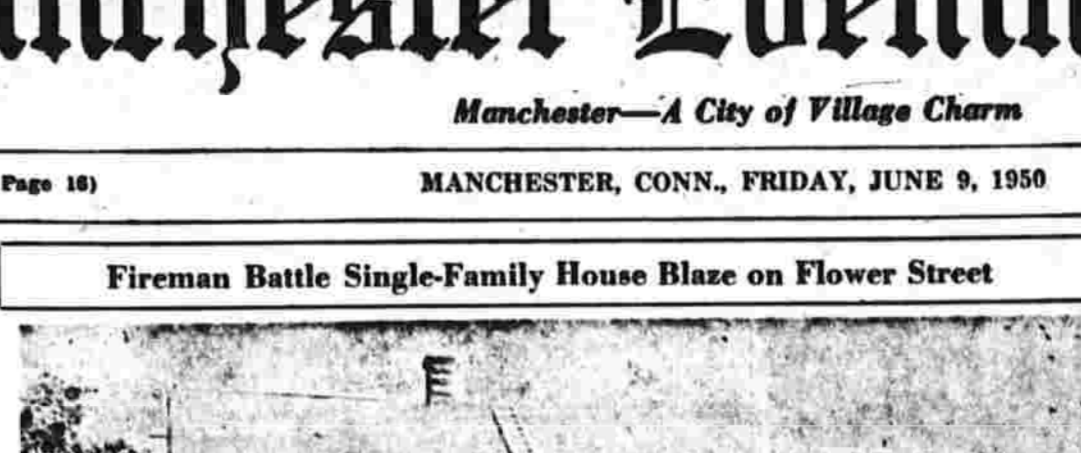 Manchester—A City of Village Charm
Page 16)
MANCHESTER, CONN., FRIDAY, JUNE 9, 1950
Fireman Battle Single-Family House Blaze on Flower Street